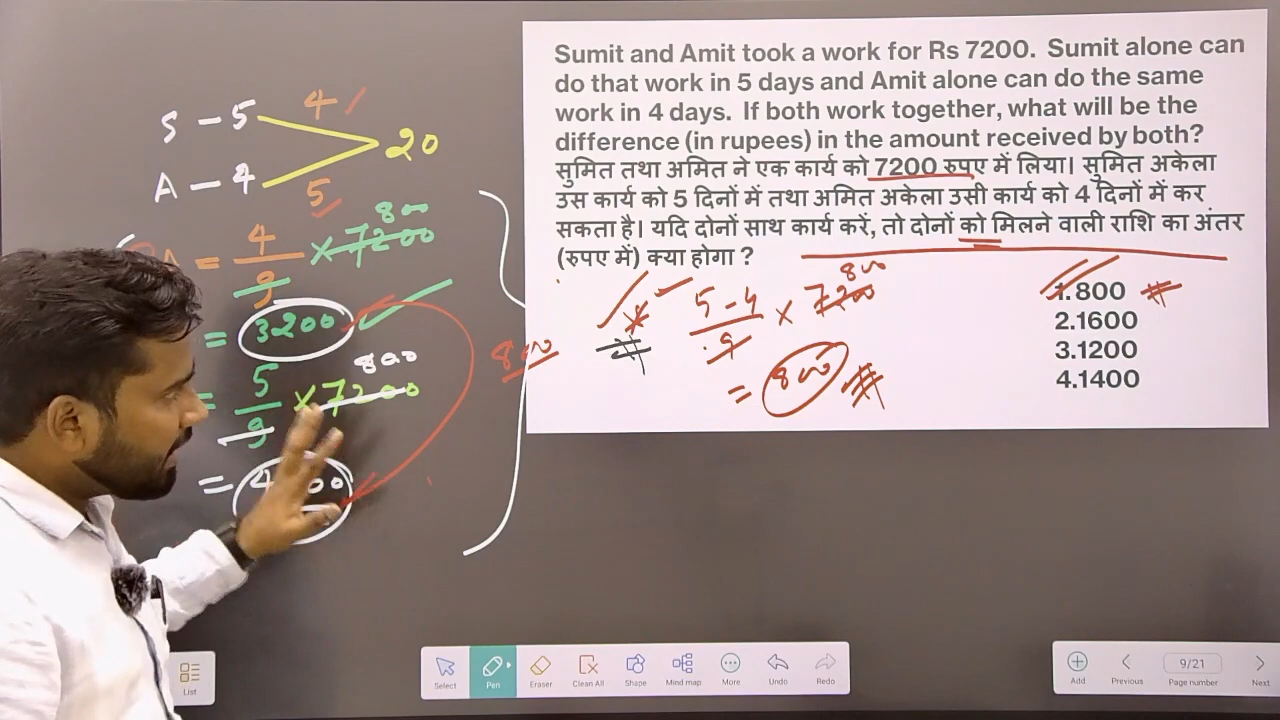 Sumit and Amit took a work for Rs 7200. Sumit alone can
do that work in 5 days and Amit alone can do the same
work in 4 days. If both work together, what will be the
difference (in rupees) in the amount received by both?
सुमित तथा अमित ने एक कार्य को 7200 रुपए में लिया। सुमित अकेला
उस कार्य को 5 दिनों में तथा अमित अकेला उसी कार्य को 4 दिनों में कर
सकता है। यदि दोनों साथ कार्य करें, तो दोनों को मिलने वाली राशि का अंतर
(रुपए में) क्या होगा ?
1.800
2.1600
3.1200
4.1400
S - 5 4
20
A - 4 5
800
= 4/9 × 7200
= 3200
800
= 5/9 × 7200
=
800
800
5-4/9 × 7200
= 800
List
Select Pen Eraser Clean All Shape Mind map More Undo Redo
Add Previous 9/21 Page number Next